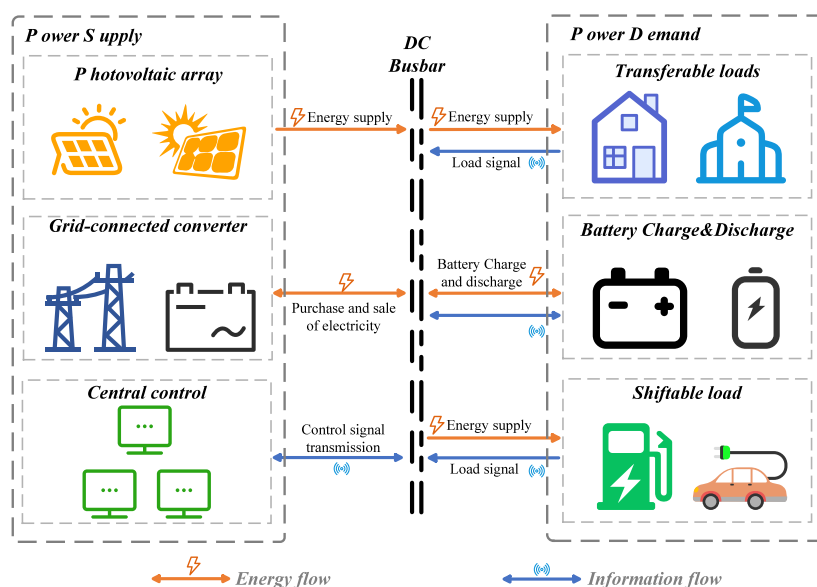 P ower S upply
P hotovoltaic array
Energy supply
Grid-connected converter
Purchase and sale
of electricity
Central control
Control signal
transmission
DC
Busbar
P ower D emand
Transferable loads
Energy supply
Load signal
Battery Charge&Discharge
Battery Charge
and discharge
Shiftable load
Energy supply
Load signal
Energy flow
Information flow